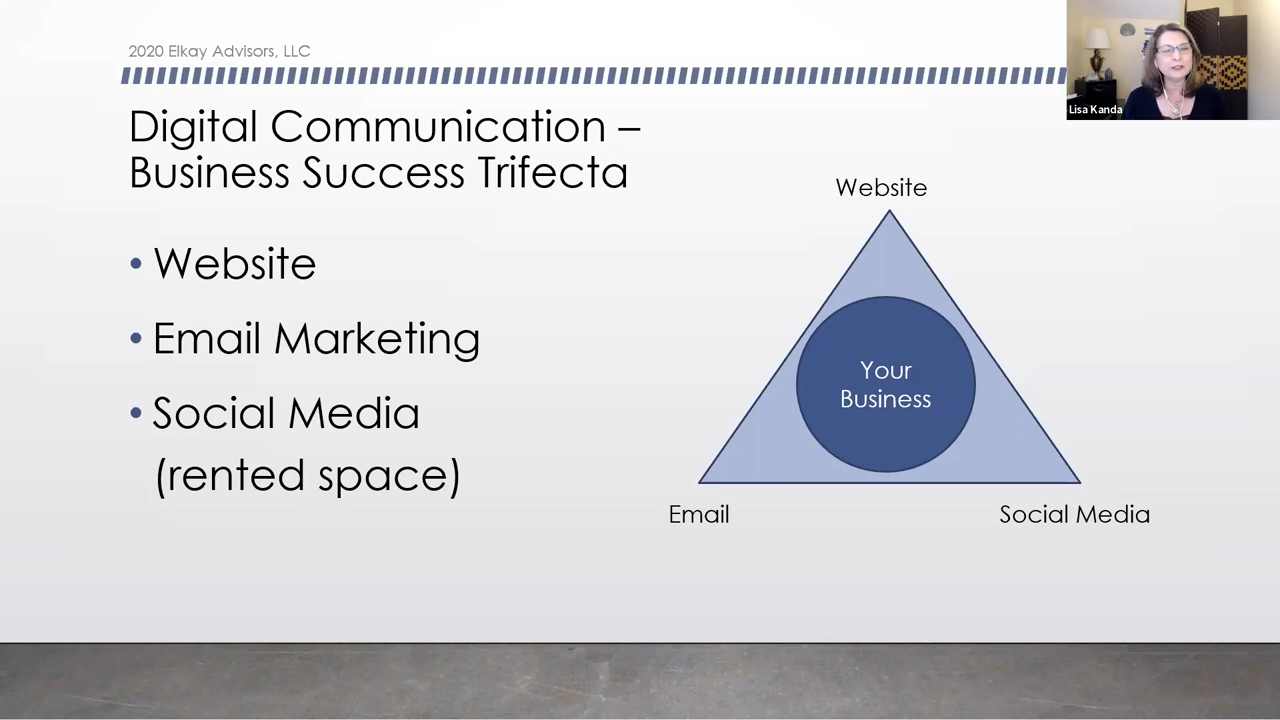 2020 Elkay Advisors, LLC
Lisa Kanda
Digital Communication –
Business Success Trifecta
• Website
• Email Marketing
• Social Media
(rented space)
Website
Your
Business
Email
Social Media